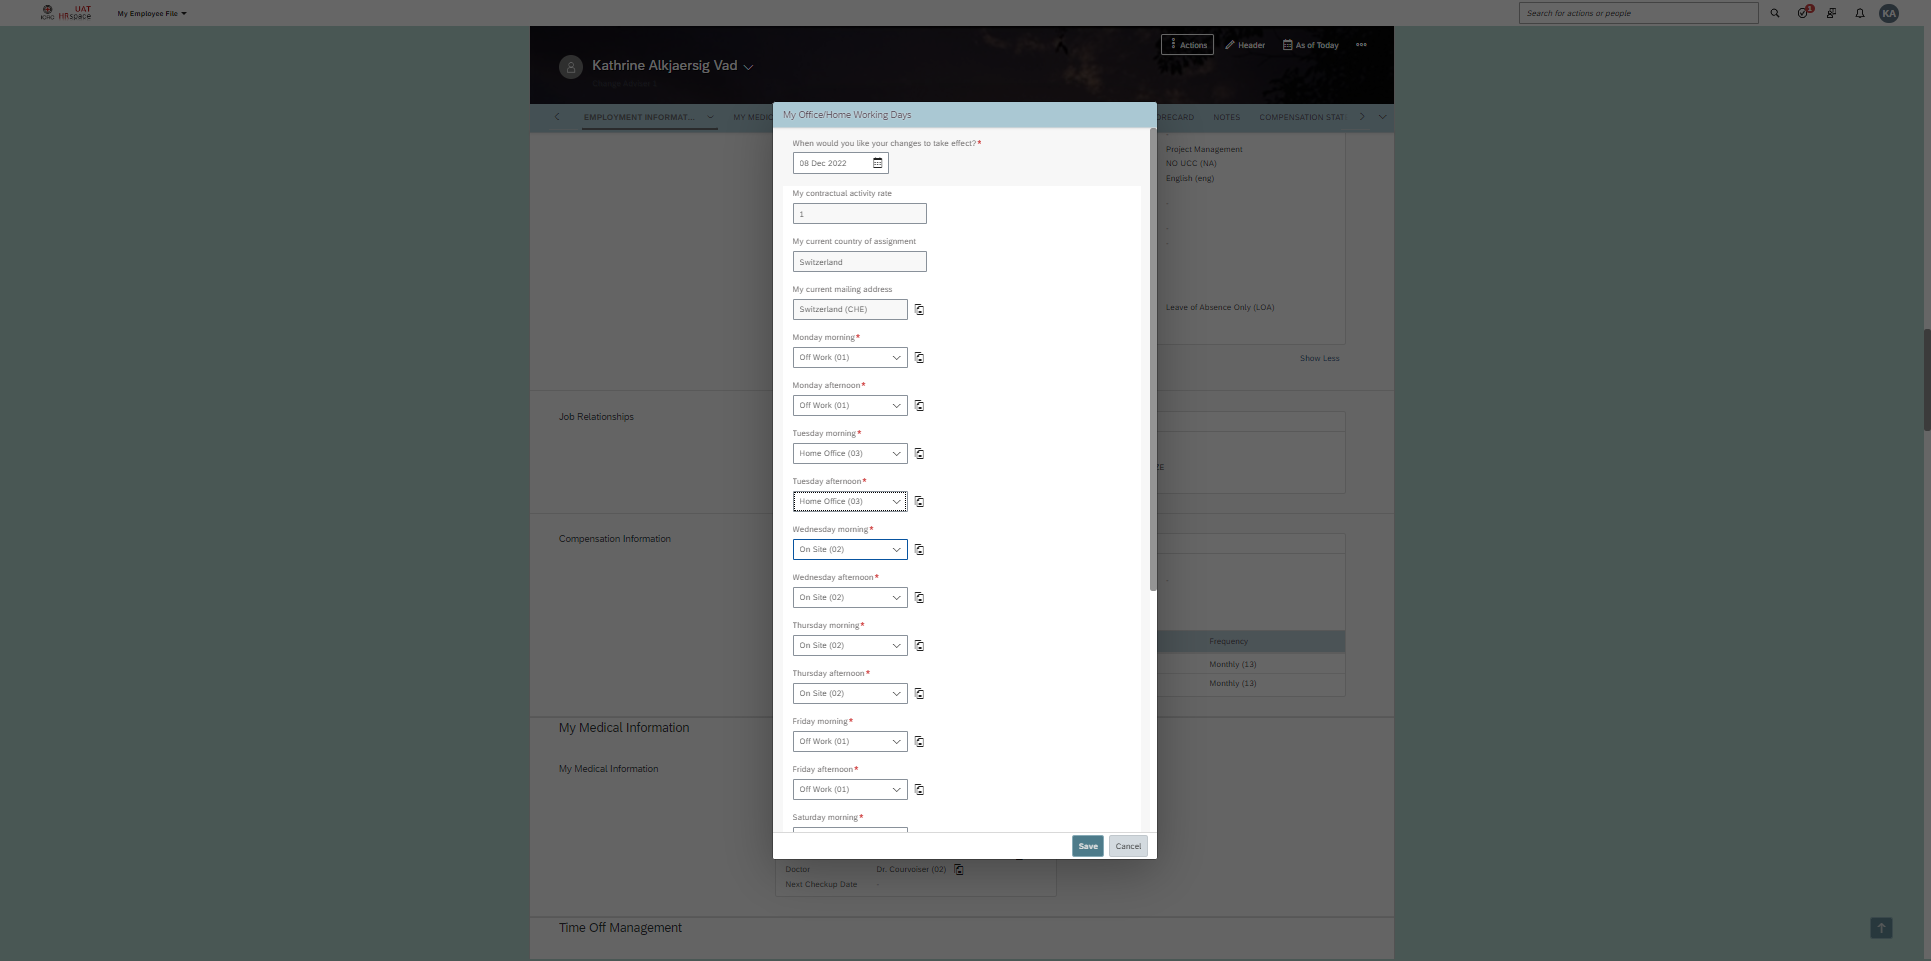 ICRC
UAT
HRspace
My Employee File
Search for actions or people
1
KA
Actions
Header
As of Today
Kathrine Alkjaersig Vad
EMPLOYMENT INFORMAT...
MY MEDIC
ORECARD
NOTES
COMPENSATION STAT
Project Management
NO UCC (NA)
English (eng)
Leave of Absence Only (LOA)
Show Less
Job Relationships
Compensation Information
Frequency
Monthly (13)
Monthly (13)
My Medical Information
My Medical Information
Doctor
Dr. Courvoiser (02)
Next Checkup Date
-
Time Off Management
My Office/Home Working Days
When would you like your changes to take effect?*
08 Dec 2022
My contractual activity rate
1
My current country of assignment
Switzerland
My current mailing address
Switzerland (CHE)
Monday morning*
Off Work (01)
Monday afternoon*
Off Work (01)
Tuesday morning*
Home Office (03)
Tuesday afternoon*
Home Office (03)
Wednesday morning*
On Site (02)
Wednesday afternoon*
On Site (02)
Thursday morning*
On Site (02)
Thursday afternoon*
On Site (02)
Friday morning*
Off Work (01)
Friday afternoon*
Off Work (01)
Saturday morning*
Save
Cancel